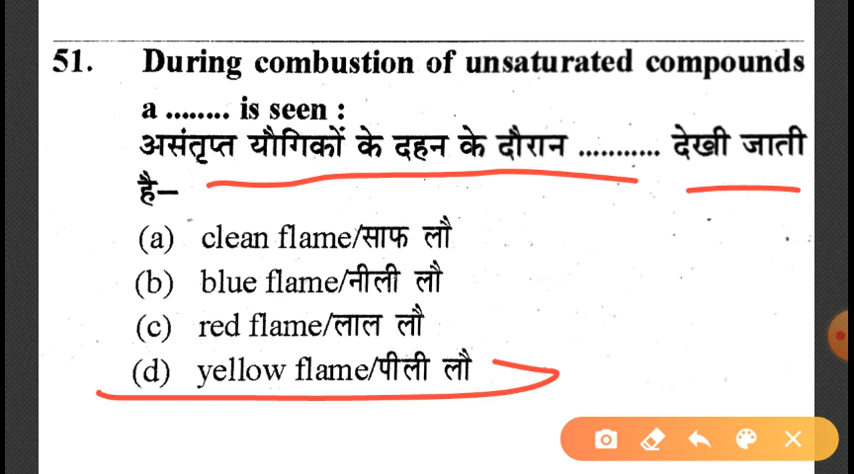 51. During combustion of unsaturated compounds
a ........ is seen :
असंतृप्त यौगिकों के दहन के दौरान ........... देखी जाती
है–
(a) clean flame/साफ लौ
(b) blue flame/नीली लौ
(c) red flame/लाल लौ
(d) yellow flame/पीली लौ